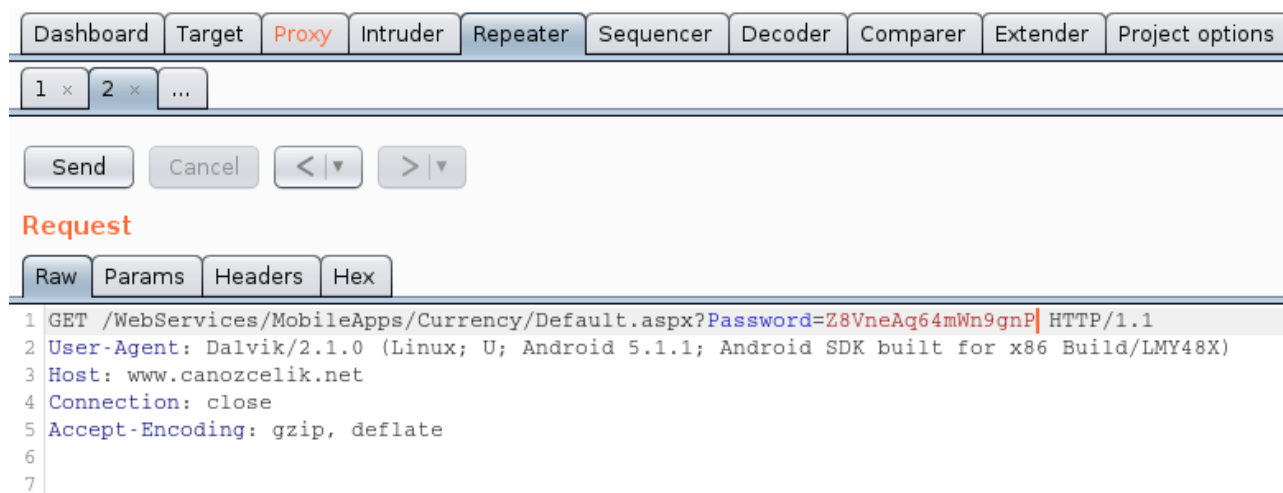 Dashboard Target Proxy Intruder Repeater Sequencer Decoder Comparer Extender Project options
1 × 2 × ...
Send Cancel < ▼ > ▼
Request
Raw Params Headers Hex
1 GET /WebServices/MobileApps/Currency/Default.aspx?Password=Z8VneAq64mWn9gnP HTTP/1.1
2 User-Agent: Dalvik/2.1.0 (Linux; U; Android 5.1.1; Android SDK built for x86 Build/LMY48X)
3 Host: www.canozcelik.net
4 Connection: close
5 Accept-Encoding: gzip, deflate
6
7